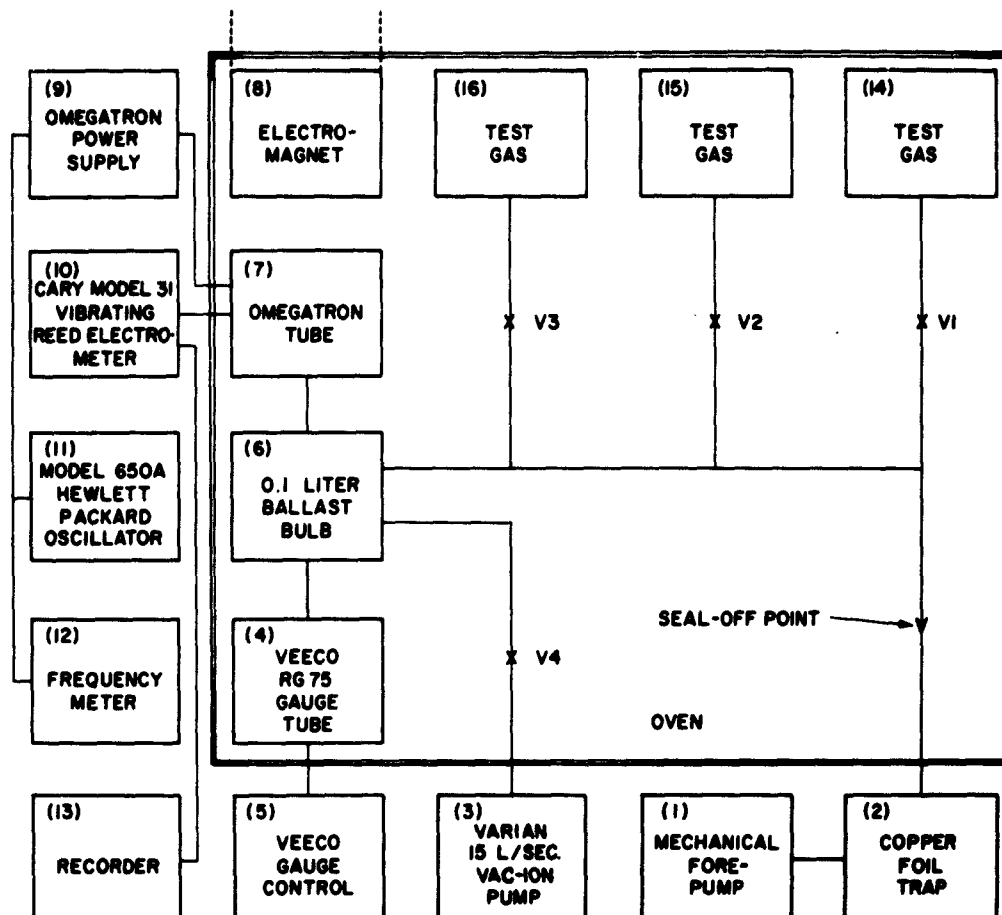 (9)
OMEGATRON
POWER
SUPPLY
(8)
ELECTRO-
MAGNET
(16)
TEST
GAS
(15)
TEST
GAS
(14)
TEST
GAS
(10)
CARY MODEL 31
VIBRATING
REED ELECTRO-
METER
(7)
OMEGATRON
TUBE
X V3
X V2
X V1
(11)
MODEL 650A
HEWLETT
PACKARD
OSCILLATOR
(6)
0.1 LITER
BALLAST
BULB
SEAL-OFF POINT
(12)
FREQUENCY
METER
(4)
VEECO
RG 75
GAUGE
TUBE
X V4
OVEN
(13)
RECORDER
(5)
VEECO
GAUGE
CONTROL
(3)
VARIAN
15 L/SEC.
VAC-ION
PUMP
(1)
MECHANICAL
FORE-
PUMP
(2)
COPPER
FOIL
TRAP